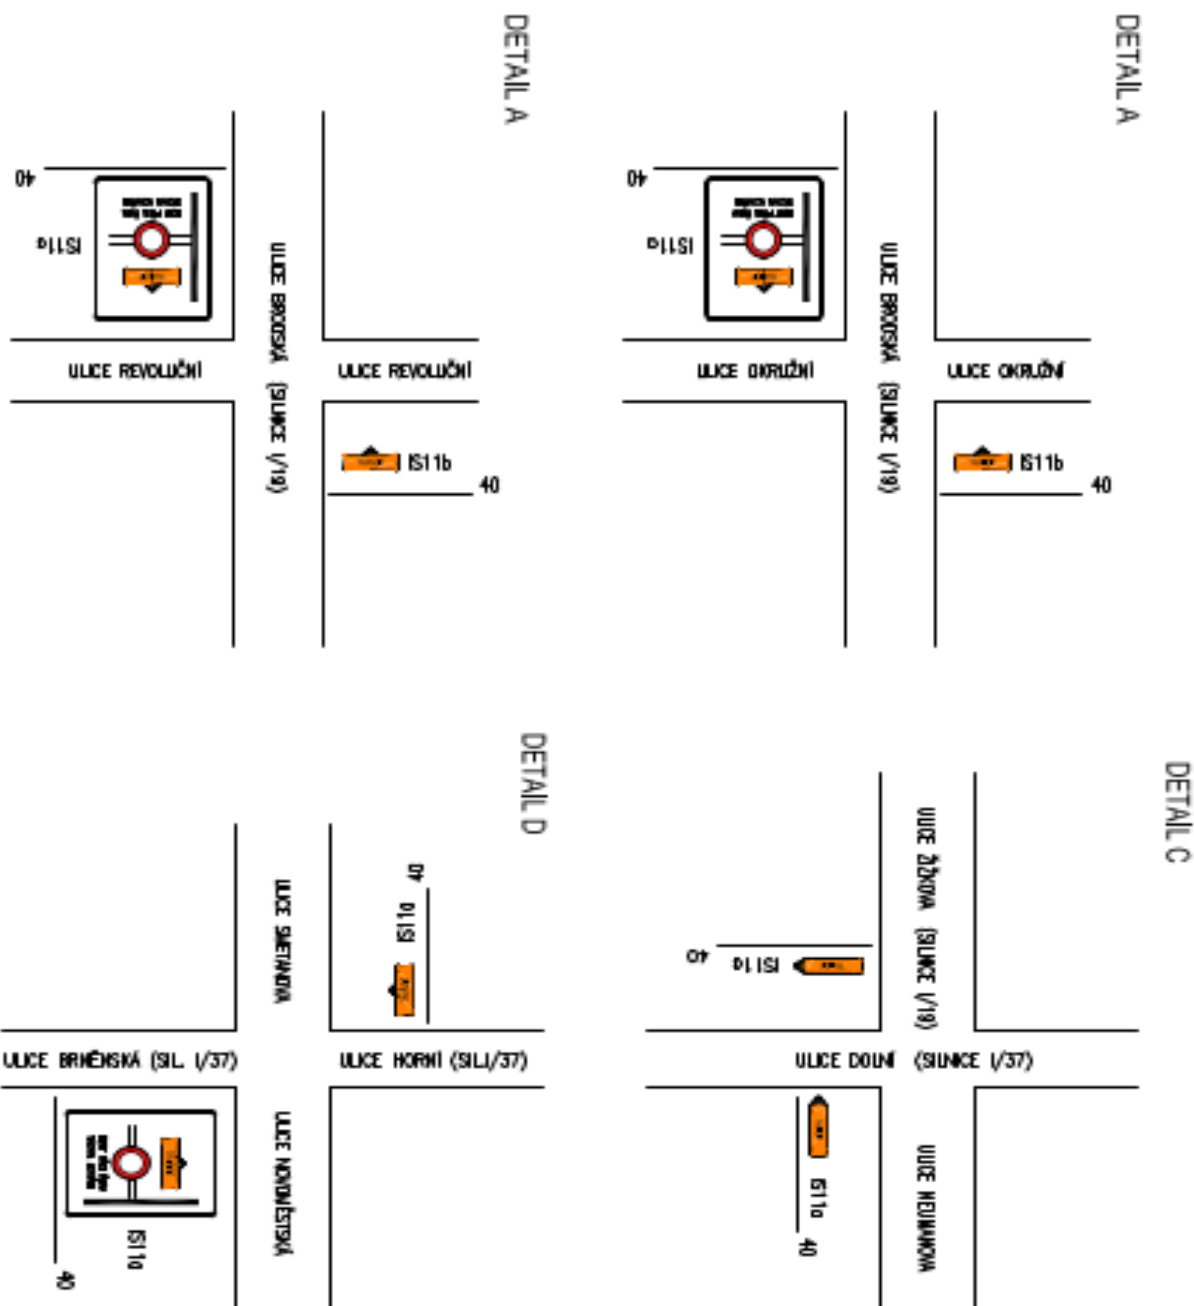 DETAIL A
40
IS11a
ULICE BRODSKÁ (SILNICE I/19)
ULICE REVOLUČNÍ
ULICE REVOLUČNÍ
IS11b
40
DETAIL A
40
IS11a
ULICE BRODSKÁ (SILNICE I/19)
ULICE OKRUŽNÍ
ULICE OKRUŽNÍ
IS11b
40
DETAIL D
ULICE SMETANOVA
40
IS11a
ULICE BRNĚNSKÁ (SIL. I/37)
ULICE HORNÍ (SIL.I/37)
ULICE NOVOMĚSTSKÁ
IS11a
40
DETAIL C
ULICE ŽIŽKOVA (SILNICE I/19)
40
IS11a
ULICE DOLNÍ (SILNICE I/37)
IS11a
40
ULICE NEUMANOVA